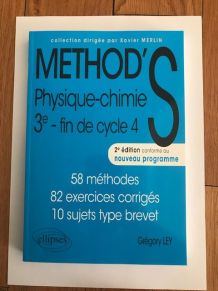 collection dirigée par Xavier MERLIN
METHOD'S
Physique-chimie
3e - fin de cycle 4
2e édition conforme au
nouveau programme
58 méthodes
82 exercices corrigés
10 sujets type brevet
ellipses
Grégory LEY